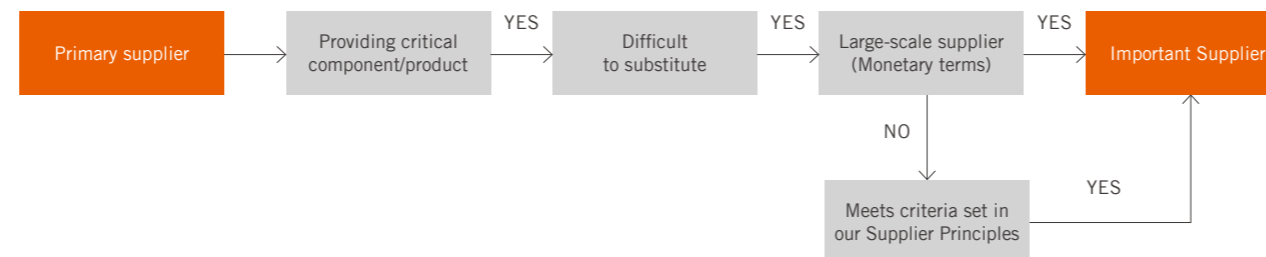 YES
YES
YES
Primary supplier
Providing critical
component/product
Difficult
to substitute
Large-scale supplier
(Monetary terms)
Important Supplier
NO
YES
Meets criteria set in
our Supplier Principles